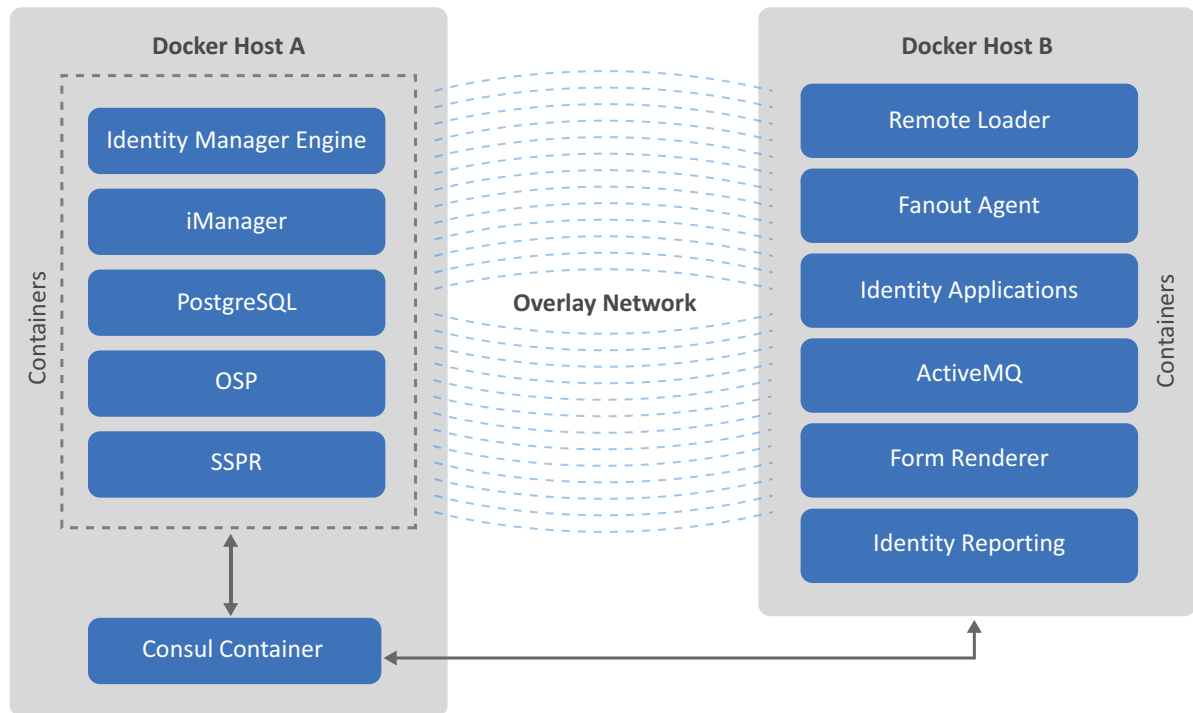 Docker Host A
Containers
Identity Manager Engine
iManager
PostgreSQL
OSP
SSPR
Consul Container
Overlay Network
Docker Host B
Remote Loader
Fanout Agent
Identity Applications
ActiveMQ
Form Renderer
Identity Reporting
Containers